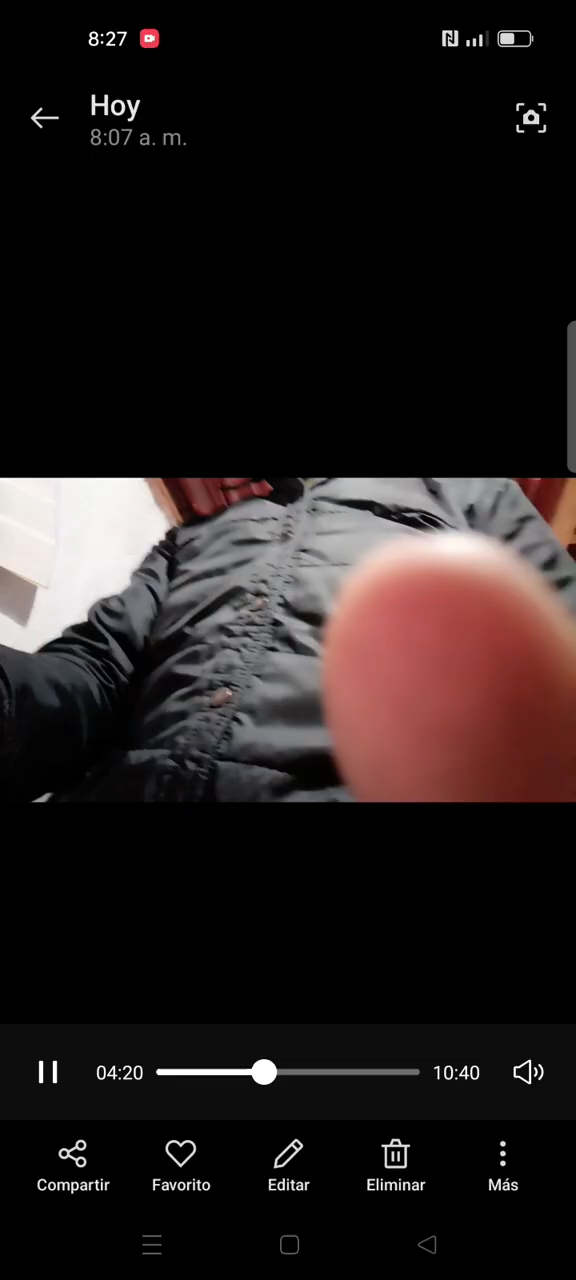 8:27
Hoy
8:07 a. m.
04:20
10:40
Compartir
Favorito
Editar
Eliminar
Más